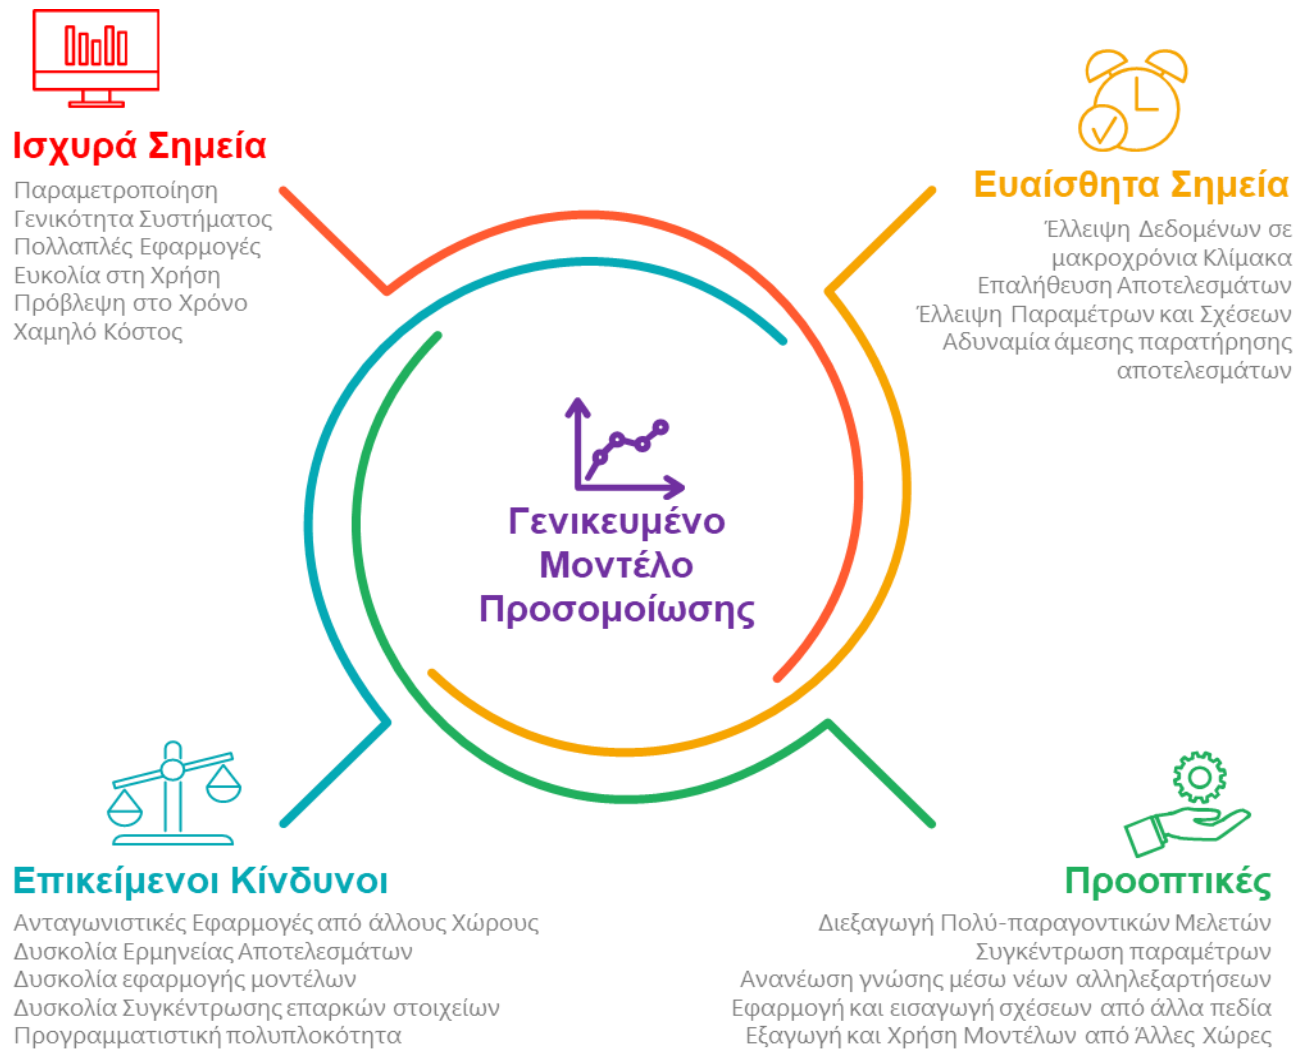 Ισχυρά Σημεία
Παραμετροποίηση
Γενικότητα Συστήματος
Πολλαπλές Εφαρμογές
Ευκολία στη Χρήση
Πρόβλεψη στο Χρόνο
Χαμηλό Κόστος
Ευαίσθητα Σημεία
Έλλειψη Δεδομένων σε
μακροχρόνια Κλίμακα
Επαλήθευση Αποτελεσμάτων
Έλλειψη Παραμέτρων και Σχέσεων
Αδυναμία άμεσης παρατήρησης
αποτελεσμάτων
Γενικευμένο
Μοντέλο
Προσομοίωσης
Επικείμενοι Κίνδυνοι
Ανταγωνιστικές Εφαρμογές από άλλους Χώρους
Δυσκολία Ερμηνείας Αποτελεσμάτων
Δυσκολία εφαρμογής μοντέλων
Δυσκολία Συγκέντρωσης επαρκών στοιχείων
Προγραμματιστική πολυπλοκότητα
Προοπτικές
Διεξαγωγή Πολύ-παραγοντικών Μελετών
Συγκέντρωση παραμέτρων
Ανανέωση γνώσης μέσω νέων αλληλεξαρτήσεων
Εφαρμογή και εισαγωγή σχέσεων από άλλα πεδία
Εξαγωγή και Χρήση Μοντέλων από Άλλες Χώρες